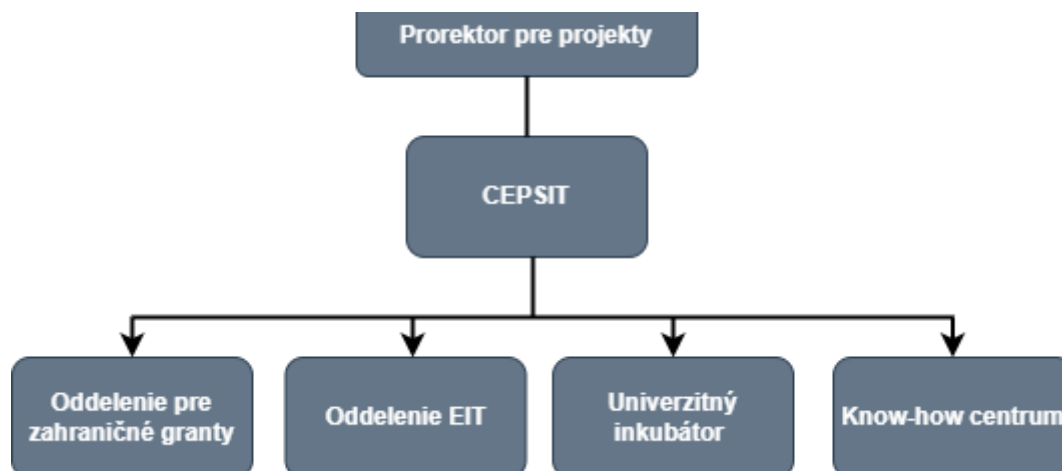 Prorektor pre projekty
CEPSIT
Oddelenie pre
zahraničné granty
Oddelenie EIT
Univerzitný
inkubátor
Know-how centrum